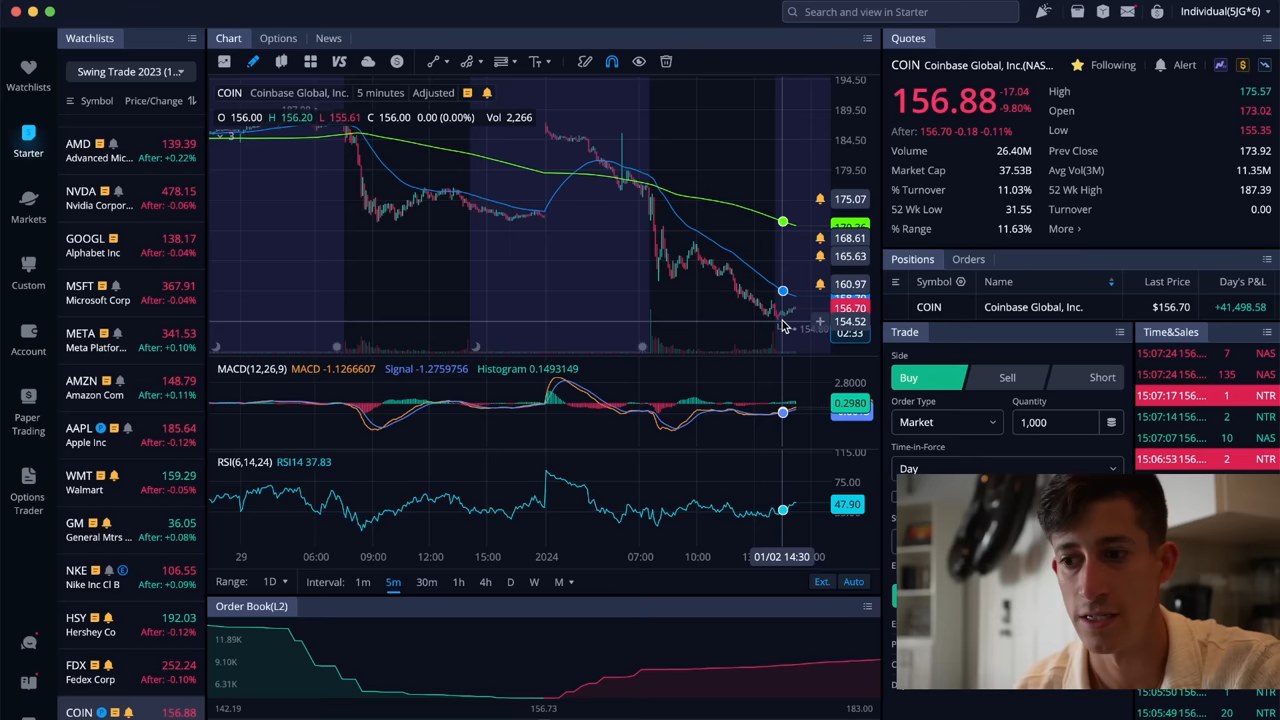 Search and view in Starter
Individual(5JG*6)
Watchlists
Starter
Markets
Custom
Account
Paper
Trading
Options
Trader
Watchlists
Swing Trade 2023 (1...
Symbol Price/Change
AMD 139.39
Advanced Mic... After: +0.22%
NVDA 478.15
Nvidia Corpor... After: -0.06%
GOOGL 138.17
Alphabet Inc After: -0.04%
MSFT 367.91
Microsoft Corp After: -0.04%
META 341.53
Meta Platfor... After: +0.10%
AMZN 148.79
Amazon Com After: +0.11%
AAPL 185.64
Apple Inc After: -0.12%
WMT 159.29
Walmart After: -0.05%
GM 36.05
General Mtrs ... After: +0.08%
NKE 106.55
Nike Inc Cl B After: +0.09%
HSY 192.03
Hershey Co After: -0.12%
FDX 252.24
Fedex Corp After: -0.10%
COIN 156.88
Chart Options News
COIN Coinbase Global, Inc. 5 minutes Adjusted
O 156.00 H 156.20 L 155.61 C 156.00 0.00 (0.00%) Vol 2,266
3
194.50
189.50
184.50
179.50
175.07
168.61
165.63
160.97
156.70
154.52
02:33
MACD(12,26,9) MACD -1.1266607 Signal -1.2759756 Histogram 0.1493149
2.8000
0.2980
RSI(6,14,24) RSI14 37.83
115.00
75.00
47.90
29 06:00 09:00 12:00 15:00 2024 07:00 10:00 01/02 14:30
Range: 1D Interval: 1m 5m 30m 1h 4h D W M Ext. Auto
Order Book(L2)
11.89K
9.10K
6.31K
142.19 156.73 183.00
Quotes
COIN Coinbase Global, Inc.(NAS... Following Alert
156.88 -17.04
-9.80%
After: 156.70 -0.18 -0.11%
High 175.57
Open 173.02
Low 155.35
Volume 26.40M Prev Close 173.92
Market Cap 37.53B Avg Vol(3M) 11.35M
% Turnover 11.03% 52 Wk High 187.39
52 Wk Low 31.55 Turnover 0.00
% Range 11.63% More
Positions Orders
Symbol Name Last Price Day's P&L
COIN Coinbase Global, Inc. $156.70 +41,498.58
Trade
Side
Buy Sell Short
Order Type Quantity
Market 1,000
Time-in-Force
Day
Time&Sales
15:07:24 156.... 7 NAS
15:07:24 156.... 135 NAS
15:07:17 156.... 1 NTR
15:07:14 156.... 2 NTR
15:07:07 156.... 10 NAS
15:06:53 156.... 2 NTR
15:05:50 156.... 1 NTR
15:05:49 156.... 20 NTR